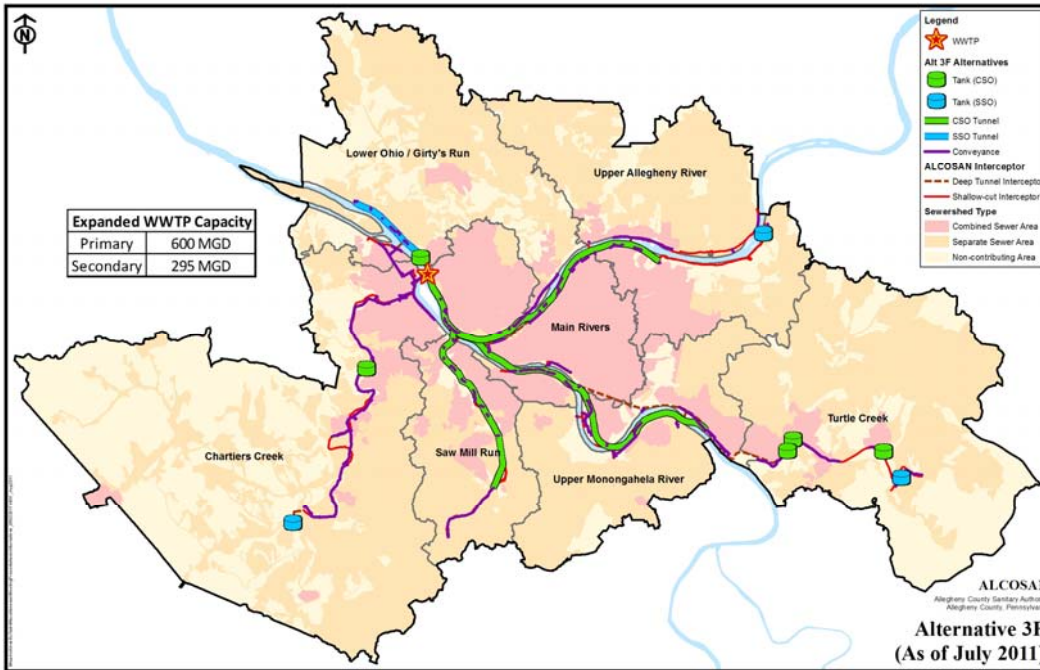 N
Lower Ohio / Girty's Run
Upper Allegheny River
Expanded WWTP Capacity
Primary 600 MGD
Secondary 295 MGD
Main Rivers
Chartiers Creek
Saw Mill Run
Upper Monongahela River
Turtle Creek
Legend
WWTP
Alt 3F Alternatives
Tank (CSO)
Tank (SSO)
CSO Tunnel
SSO Tunnel
Conveyance
ALCOSAN Interceptor
Deep Tunnel Interceptor
Shallow-cut Interceptor
Sewershed Type
Combined Sewer Area
Separate Sewer Area
Non-contributing Area
ALCOSAN
Allegheny County Sanitary Author
Allegheny County, Pennsylvan
Alternative 3F
(As of July 2011)